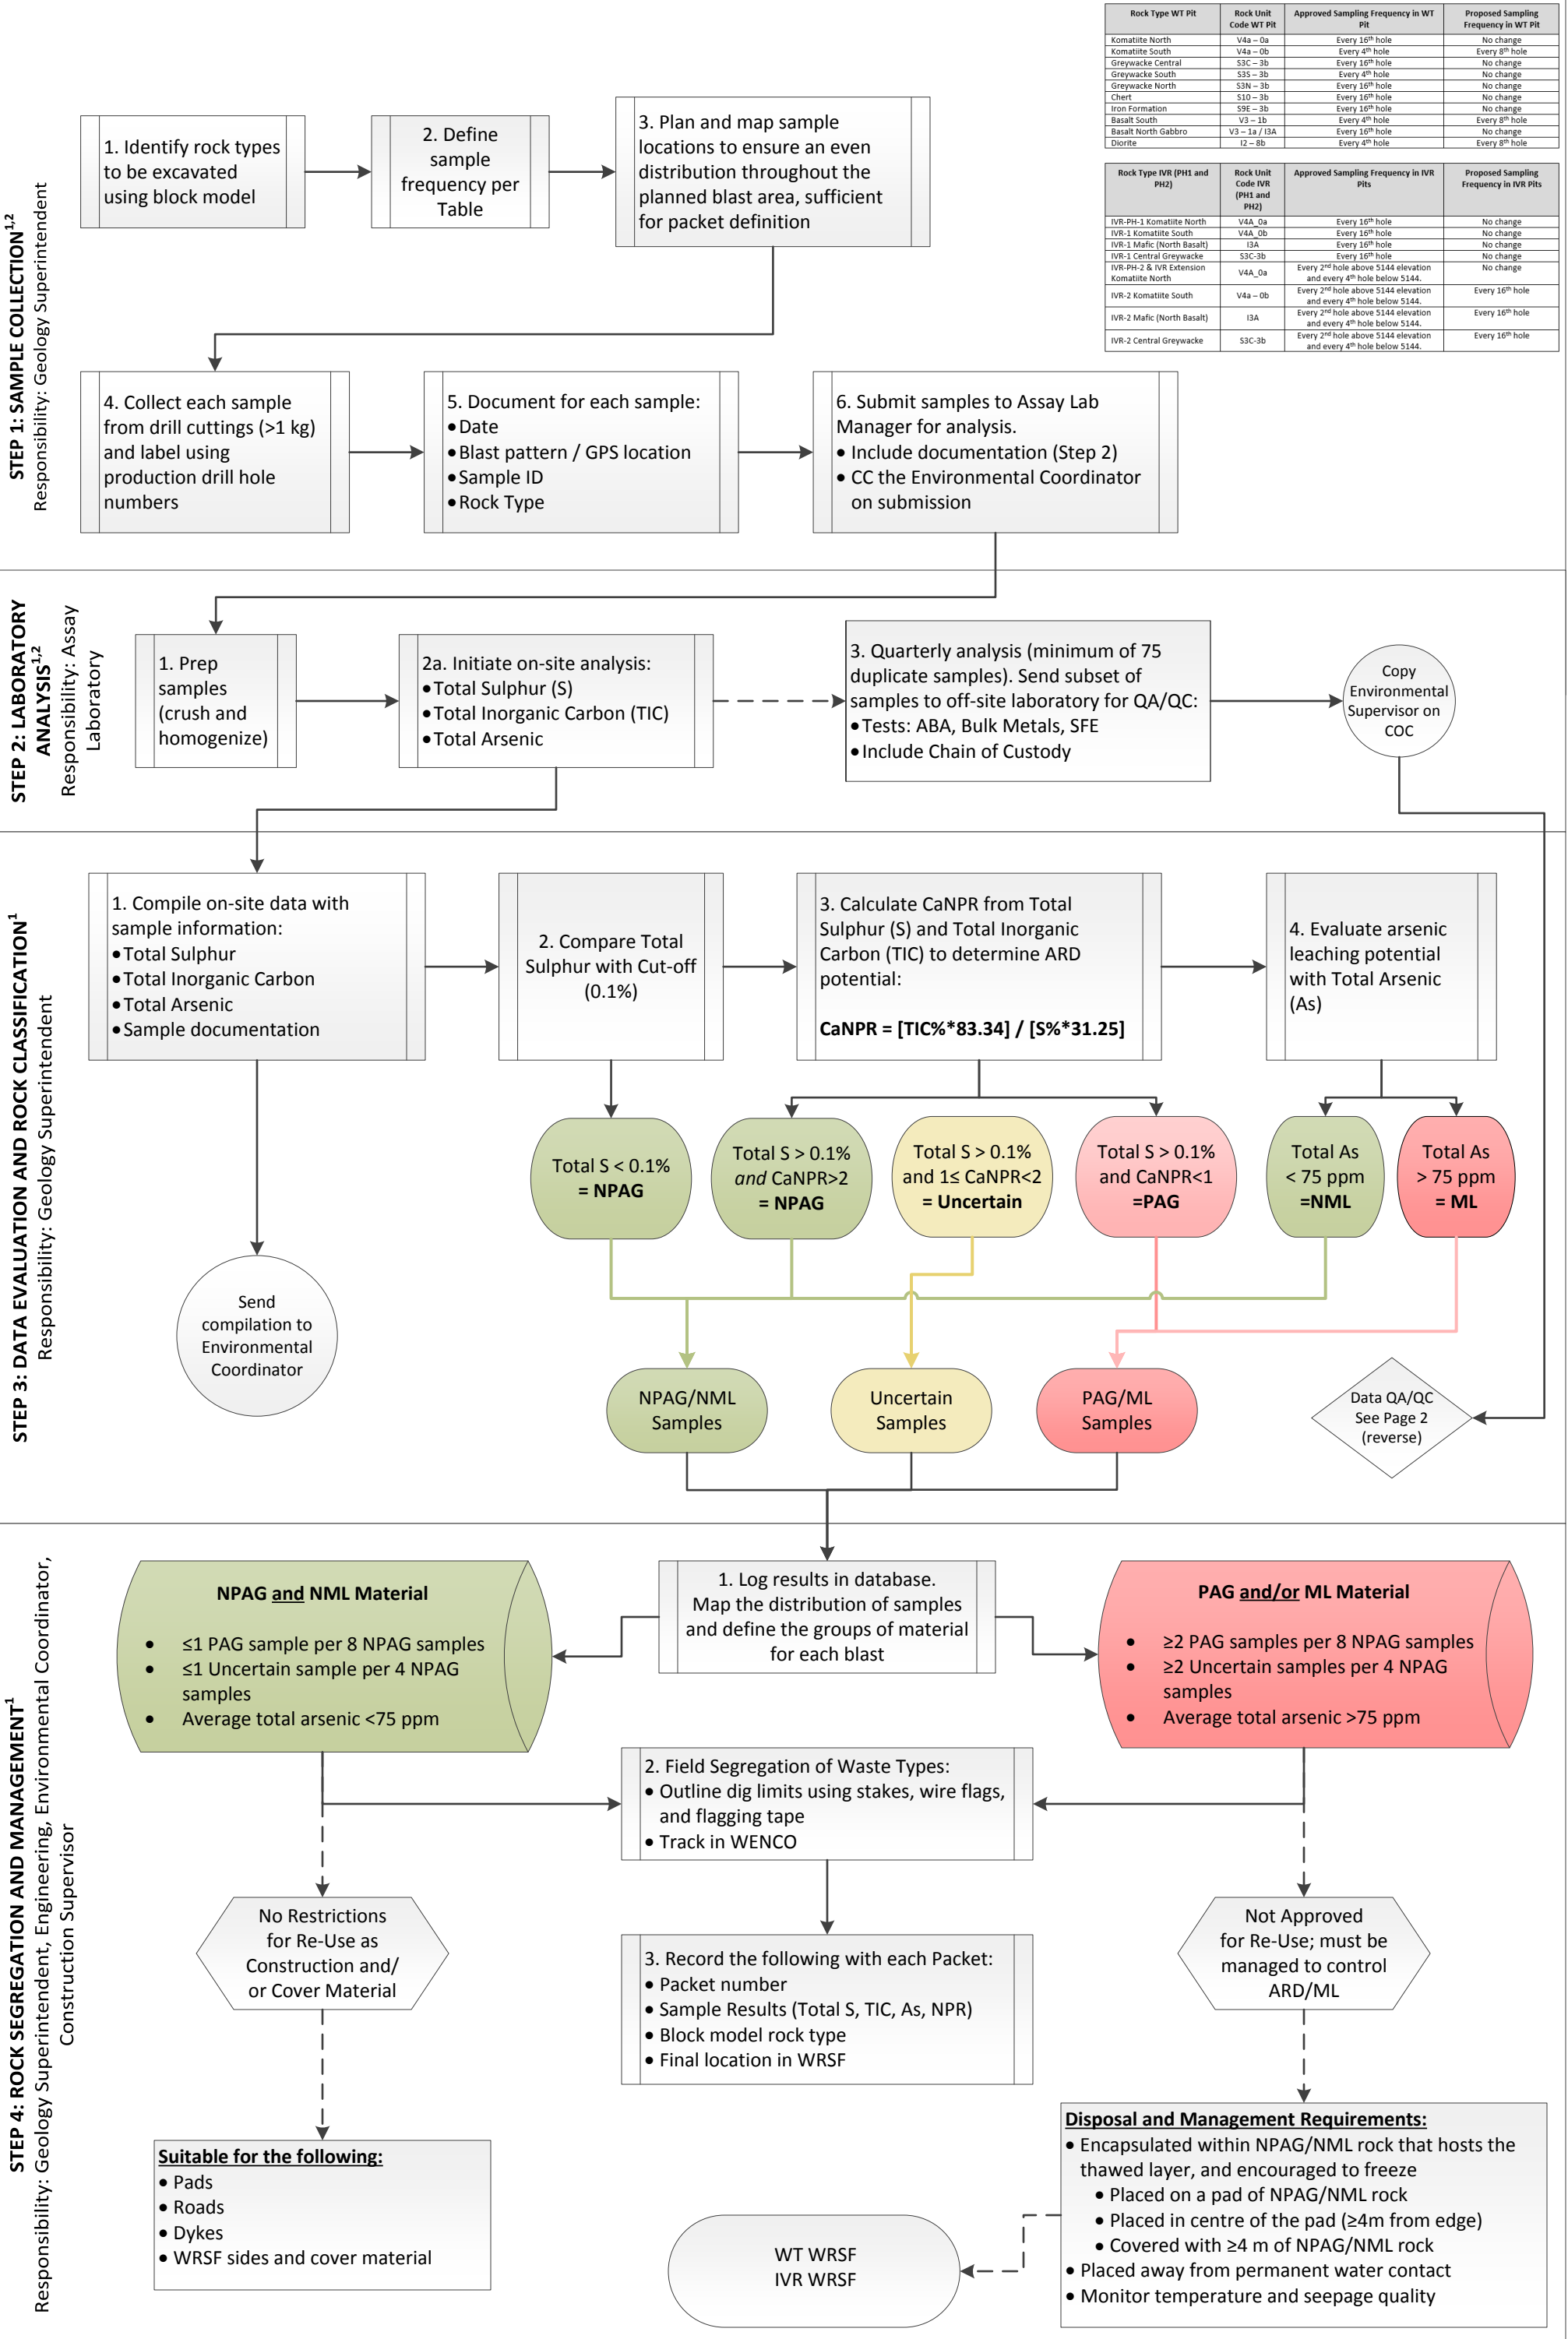 Rock Type WT Pit | Rock Unit Code WT Pit | Approved Sampling Frequency in WT Pit | Proposed Sampling Frequency in WT Pit
Komatiite North | V4a – 0a | Every 16th hole | No change
Komatiite South | V4a – 0b | Every 4th hole | Every 8th hole
Greywacke Central | S3C – 3b | Every 16th hole | No change
Greywacke South | S3S – 3b | Every 4th hole | No change
Greywacke North | S3N – 3b | Every 16th hole | No change
Chert | S10 – 3b | Every 16th hole | No change
Iron Formation | S9E – 3b | Every 16th hole | No change
Basalt South | V3 – 1b | Every 4th hole | Every 8th hole
Basalt North Gabbro | V3 – 1a / I3A | Every 16th hole | No change
Diorite | I2 – 8b | Every 4th hole | Every 8th hole
Rock Type IVR (PH1 and PH2) | Rock Unit Code IVR (PH1 and PH2) | Approved Sampling Frequency in IVR Pits | Proposed Sampling Frequency in IVR Pits
IVR-PH-1 Komatiite North | V4A_0a | Every 16th hole | No change
IVR-1 Komatiite South | V4A_0b | Every 16th hole | No change
IVR-1 Mafic (North Basalt) | I3A | Every 16th hole | No change
IVR-1 Central Greywacke | S3C-3b | Every 16th hole | No change
IVR-PH-2 & IVR Extension Komatiite North | V4A_0a | Every 2nd hole above 5144 elevation and every 4th hole below 5144. | No change
IVR-2 Komatiite South | V4a – 0b | Every 2nd hole above 5144 elevation and every 4th hole below 5144. | Every 16th hole
IVR-2 Mafic (North Basalt) | I3A | Every 2nd hole above 5144 elevation and every 4th hole below 5144. | Every 16th hole
IVR-2 Central Greywacke | S3C-3b | Every 2nd hole above 5144 elevation and every 4th hole below 5144. | Every 16th hole
STEP 1: SAMPLE COLLECTION1,2
Responsibility: Geology Superintendent
1. Identify rock types
to be excavated
using block model
2. Define
sample
frequency per
Table
3. Plan and map sample
locations to ensure an even
distribution throughout the
planned blast area, sufficient
for packet definition
4. Collect each sample
from drill cuttings (>1 kg)
and label using
production drill hole
numbers
5. Document for each sample:
• Date
• Blast pattern / GPS location
• Sample ID
• Rock Type
6. Submit samples to Assay Lab
Manager for analysis.
• Include documentation (Step 2)
• CC the Environmental Coordinator
on submission
STEP 2: LABORATORY
ANALYSIS1,2
Responsibility: Assay
Laboratory
1. Prep
samples
(crush and
homogenize)
2a. Initiate on-site analysis:
• Total Sulphur (S)
• Total Inorganic Carbon (TIC)
• Total Arsenic
3. Quarterly analysis (minimum of 75
duplicate samples). Send subset of
samples to off-site laboratory for QA/QC:
• Tests: ABA, Bulk Metals, SFE
• Include Chain of Custody
Copy
Environmental
Supervisor on
COC
STEP 3: DATA EVALUATION AND ROCK CLASSIFICATION1
Responsibility: Geology Superintendent
1. Compile on-site data with
sample information:
• Total Sulphur
• Total Inorganic Carbon
• Total Arsenic
• Sample documentation
2. Compare Total
Sulphur with Cut-off
(0.1%)
3. Calculate CaNPR from Total
Sulphur (S) and Total Inorganic
Carbon (TIC) to determine ARD
potential:
CaNPR = [TIC%*83.34] / [S%*31.25]
4. Evaluate arsenic
leaching potential
with Total Arsenic
(As)
Total S < 0.1%
= NPAG
Total S > 0.1%
and CaNPR>2
= NPAG
Total S > 0.1%
and 1≤ CaNPR<2
= Uncertain
Total S > 0.1%
and CaNPR<1
=PAG
Total As
< 75 ppm
=NML
Total As
> 75 ppm
= ML
Send
compilation to
Environmental
Coordinator
NPAG/NML
Samples
Uncertain
Samples
PAG/ML
Samples
Data QA/QC
See Page 2
(reverse)
STEP 4: ROCK SEGREGATION AND MANAGEMENT1
Responsibility: Geology Superintendent, Engineering, Environmental Coordinator,
Construction Supervisor
NPAG and NML Material
• ≤1 PAG sample per 8 NPAG samples
• ≤1 Uncertain sample per 4 NPAG
samples
• Average total arsenic <75 ppm
1. Log results in database.
Map the distribution of samples
and define the groups of material
for each blast
PAG and/or ML Material
• ≥2 PAG samples per 8 NPAG samples
• ≥2 Uncertain samples per 4 NPAG
samples
• Average total arsenic >75 ppm
2. Field Segregation of Waste Types:
• Outline dig limits using stakes, wire flags,
and flagging tape
• Track in WENCO
No Restrictions
for Re-Use as
Construction and/
or Cover Material
3. Record the following with each Packet:
• Packet number
• Sample Results (Total S, TIC, As, NPR)
• Block model rock type
• Final location in WRSF
Not Approved
for Re-Use; must be
managed to control
ARD/ML
Suitable for the following:
• Pads
• Roads
• Dykes
• WRSF sides and cover material
WT WRSF
IVR WRSF
Disposal and Management Requirements:
• Encapsulated within NPAG/NML rock that hosts the
thawed layer, and encouraged to freeze
• Placed on a pad of NPAG/NML rock
• Placed in centre of the pad (≥4m from edge)
• Covered with ≥4 m of NPAG/NML rock
• Placed away from permanent water contact
• Monitor temperature and seepage quality